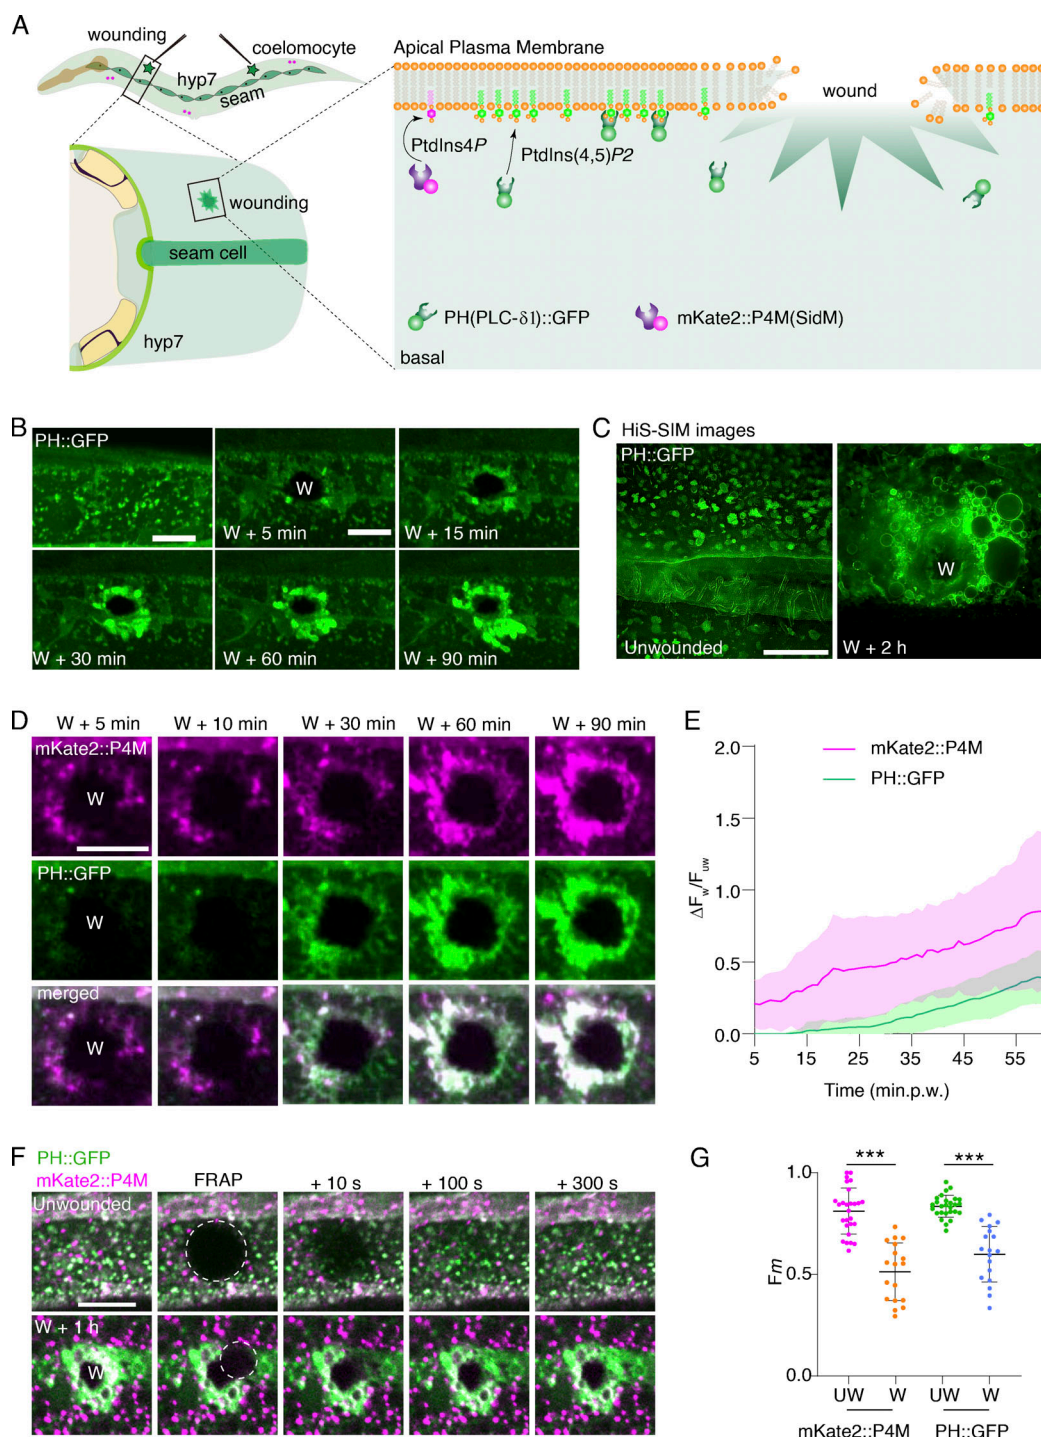 A
wounding
coelomocyte
hyp7
seam
wounding
seam cell
hyp7
Apical Plasma Membrane
wound
PtdIns4P
PtdIns(4,5)P2
PH(PLC-δ1)::GFP
mKate2::P4M(SidM)
basal
B
PH::GFP
W
W + 5 min
W + 15 min
W + 30 min
W + 60 min
W + 90 min
C
HiS-SIM images
PH::GFP
Unwounded
W
W + 2 h
D
W + 5 min
W + 10 min
W + 30 min
W + 60 min
W + 90 min
mKate2::P4M
W
PH::GFP
W
merged
W
E
mKate2::P4M
PH::GFP
2.0
1.5
1.0
0.5
0.0
ΔFw/Fuw
5
15
25
35
45
55
Time (min.p.w.)
F
PH::GFP
mKate2::P4M
FRAP
+ 10 s
+ 100 s
+ 300 s
Unwounded
W + 1 h
W
G
***
***
1.0
0.5
0.0
Fm
UW
W
UW
W
mKate2::P4M
PH::GFP